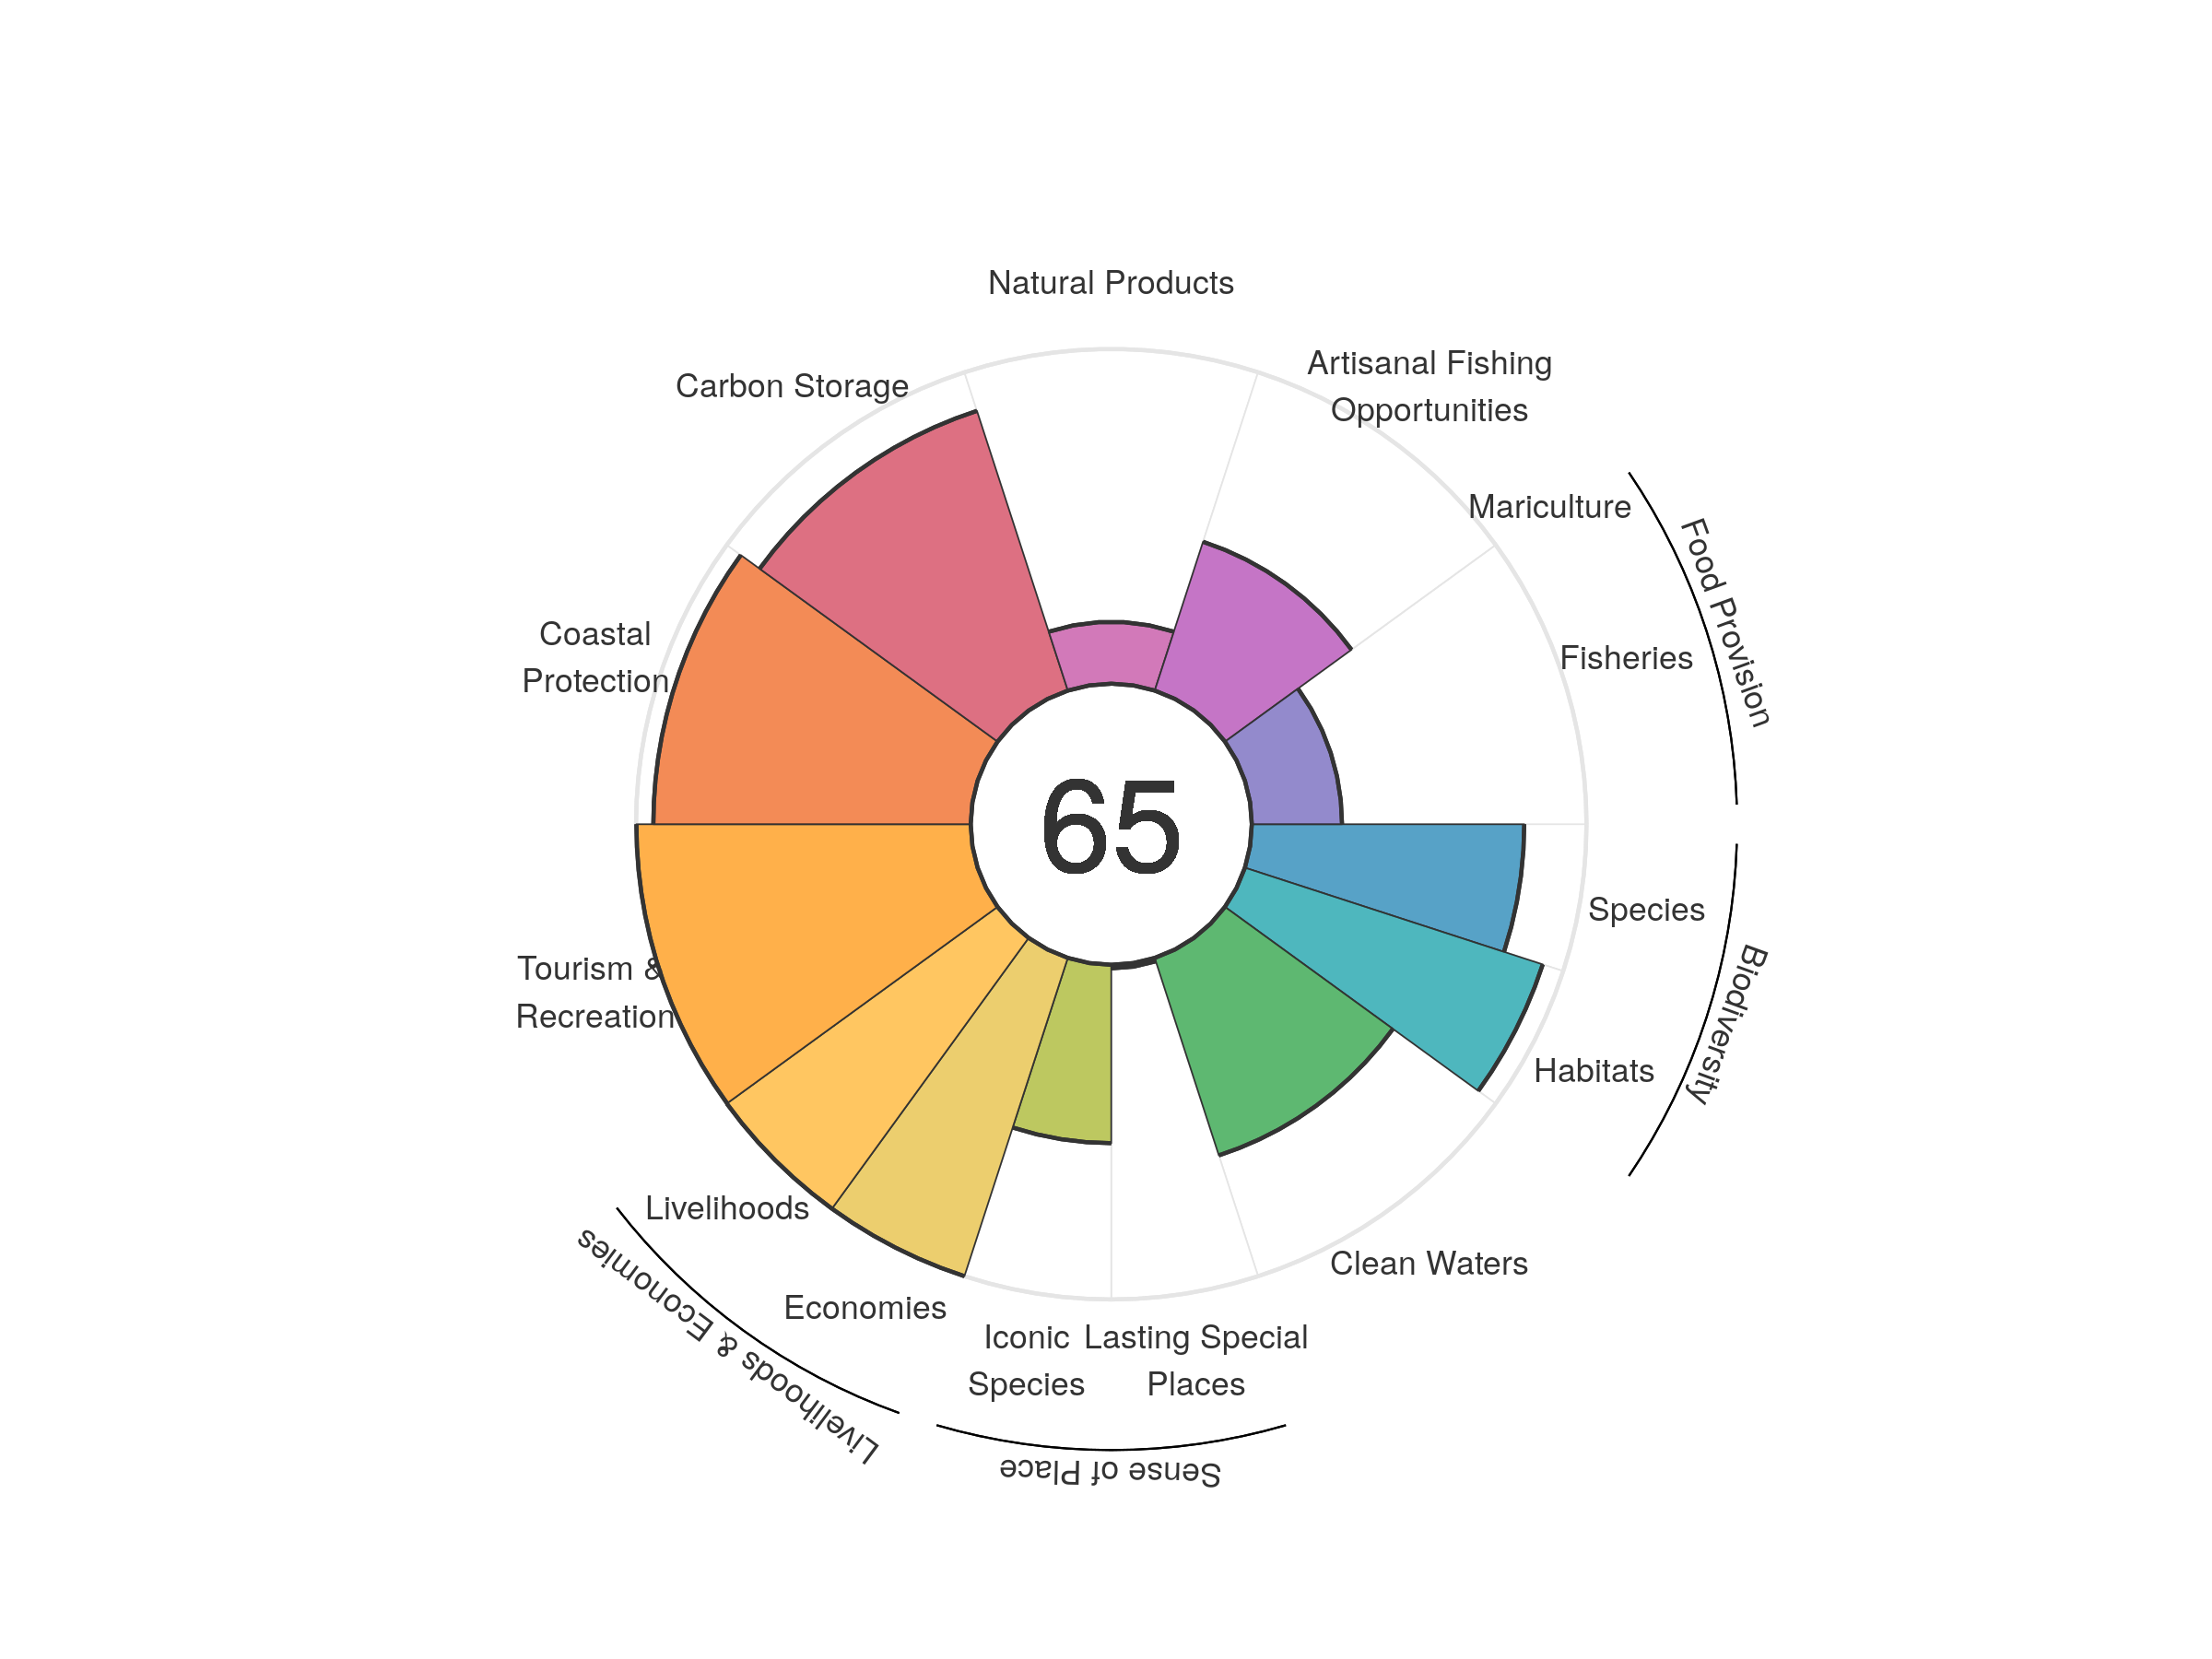 Natural Products
Artisanal Fishing
Opportunities
Carbon Storage
Mariculture
Food Provision
Coastal
Protection
Fisheries
65
Species
Tourism &
Recreation
Biodiversity
Habitats
Livelihoods
Clean Waters
Economies
Livelihoods & Economies
Iconic
Species
Lasting Special
Places
Sense of Place